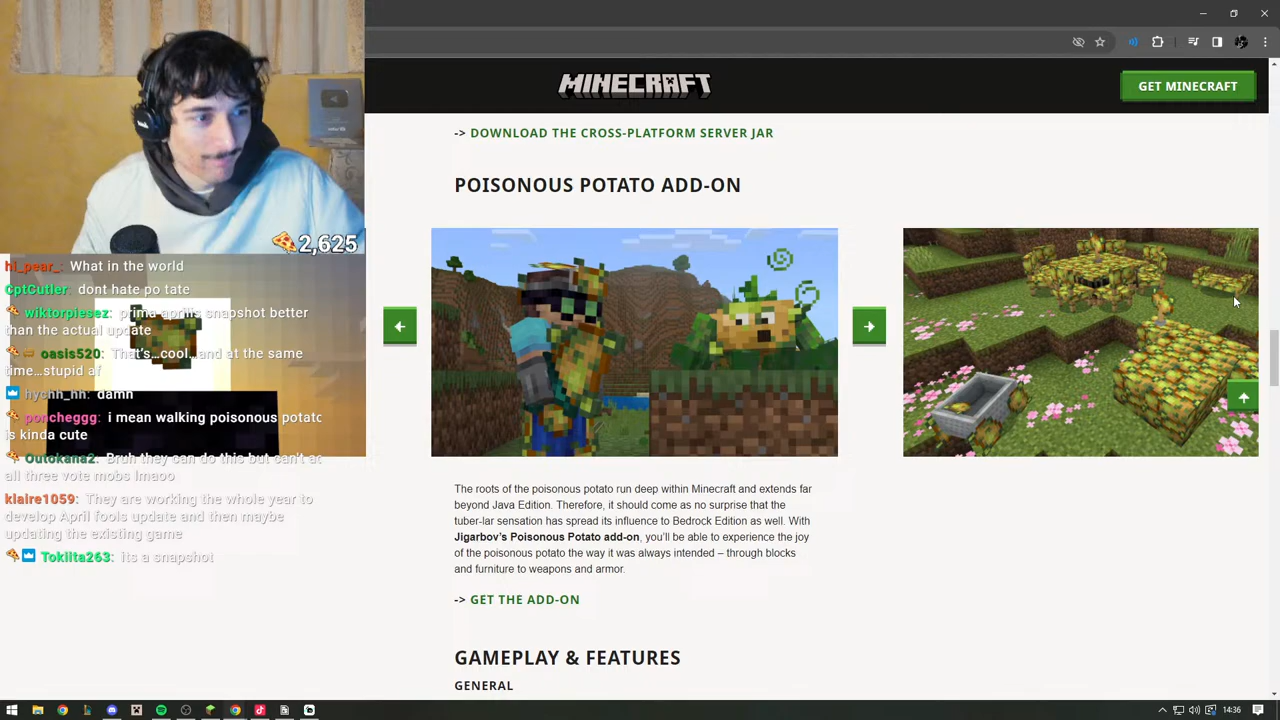 MINECRAFT
GET MINECRAFT
-> DOWNLOAD THE CROSS-PLATFORM SERVER JAR
POISONOUS POTATO ADD-ON
2,625
hi_pear_: What in the world
CptCutler dont hate po tate
wiktorpiesez: prima aprilis snapshot better
than the actual update
oasis520: That's...cool...and at the same
time...stupid af
hychh_hh: damn
poncheggg: i mean walking poisonous potato
is kinda cute
Outokana2: Bruh they can do this but can't ad
all three vote mobs lmaoo
klaire1059: They are working the whole year to
develop April fools update and then maybe
updating the existing game
Tokiita263: its a snapshot
The roots of the poisonous potato run deep within Minecraft and extends far
beyond Java Edition. Therefore, it should come as no surprise that the
tuber-lar sensation has spread its influence to Bedrock Edition as well. With
Jigarbov's Poisonous Potato add-on, you'll be able to experience the joy
of the poisonous potato the way it was always intended – through blocks
and furniture to weapons and armor.
-> GET THE ADD-ON
GAMEPLAY & FEATURES
GENERAL
14:36